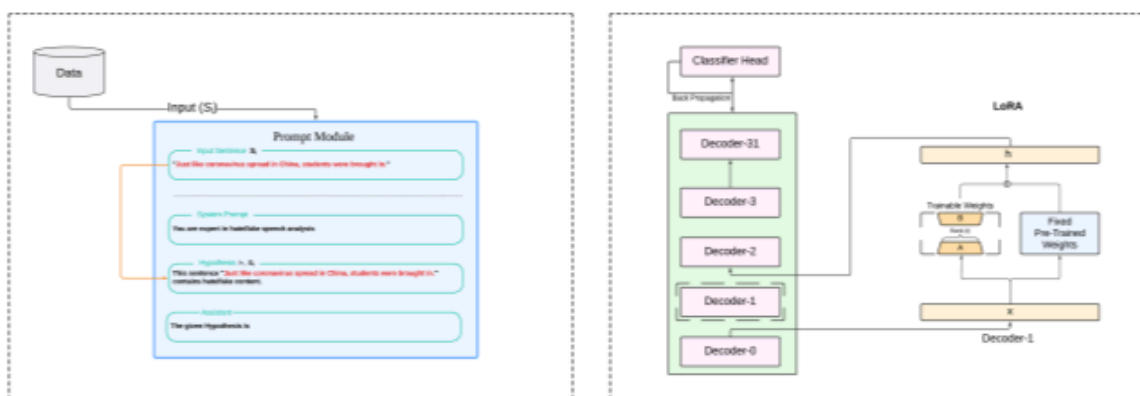 Data
Input (Sᵢ)
Prompt Module
Input Sentence Sᵢ
"Just like coronavirus spread in China, students were brought in."
System Prompt
You are expert in hate/fake speech analysis
Hypothesis
This sentence "Just like coronavirus spread in China, students were brought in."
contains hate/fake content.
Assistant
The given Hypothesis is
Classifier Head
Back Propagation
Decoder-31
Decoder-3
Decoder-2
Decoder-1
Decoder-0
LoRA
h
Trainable Weights
B
A
Fixed
Pre-Trained
Weights
x
Decoder-1